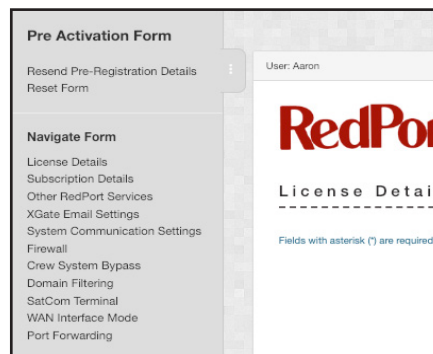 Pre Activation Form
Resend Pre-Registration Details
Reset Form
Navigate Form
License Details
Subscription Details
Other RedPort Services
XGate Email Settings
System Communication Settings
Firewall
Crew System Bypass
Domain Filtering
SatCom Terminal
WAN Interface Mode
Port Forwarding
User: Aaron
RedPor
License Detai
Fields with asterisk (*) are required